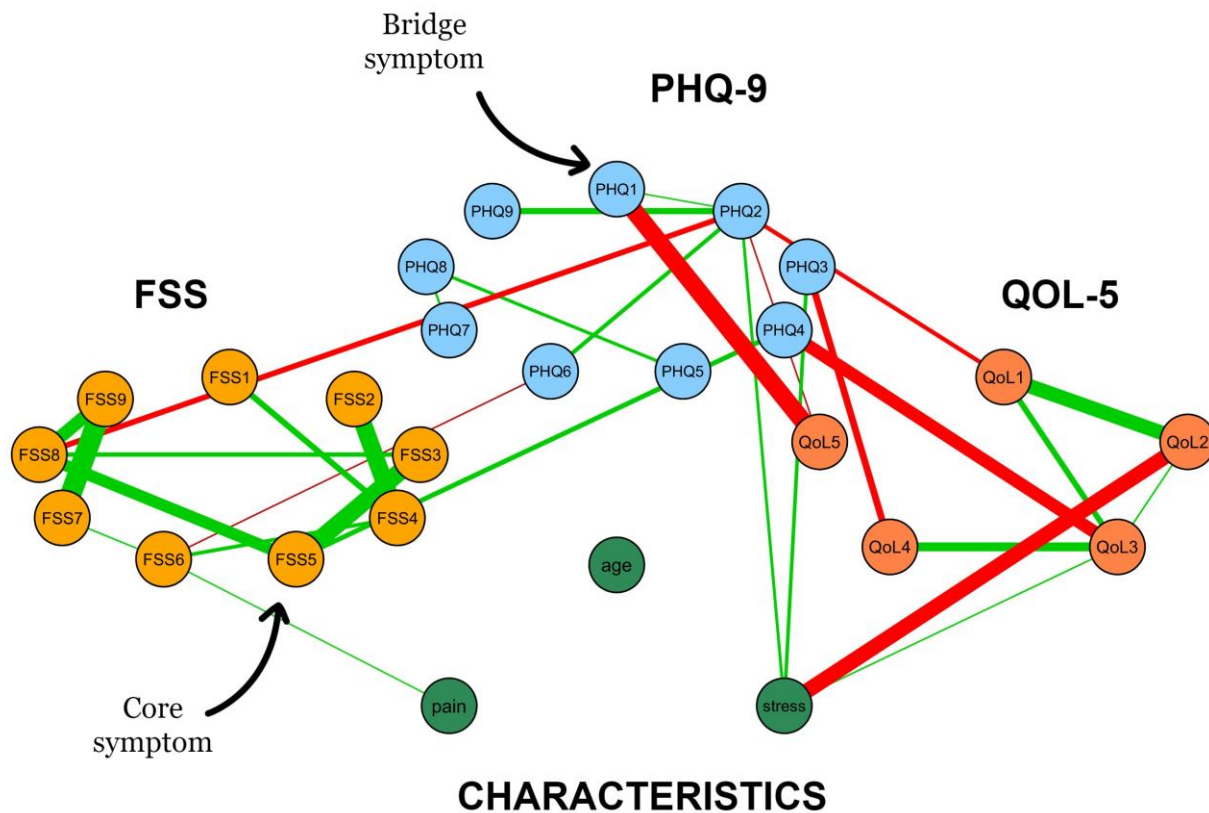 Bridge
symptom
PHQ-9
PHQ1
PHQ9
PHQ2
PHQ8
PHQ3
FSS
QOL-5
PHQ7
PHQ4
FSS1
PHQ6
PHQ5
QoL1
FSS9
FSS2
FSS8
FSS3
QoL5
QoL2
FSS7
FSS4
FSS6
FSS5
age
QoL4
QoL3
Core
symptom
pain
stress
CHARACTERISTICS